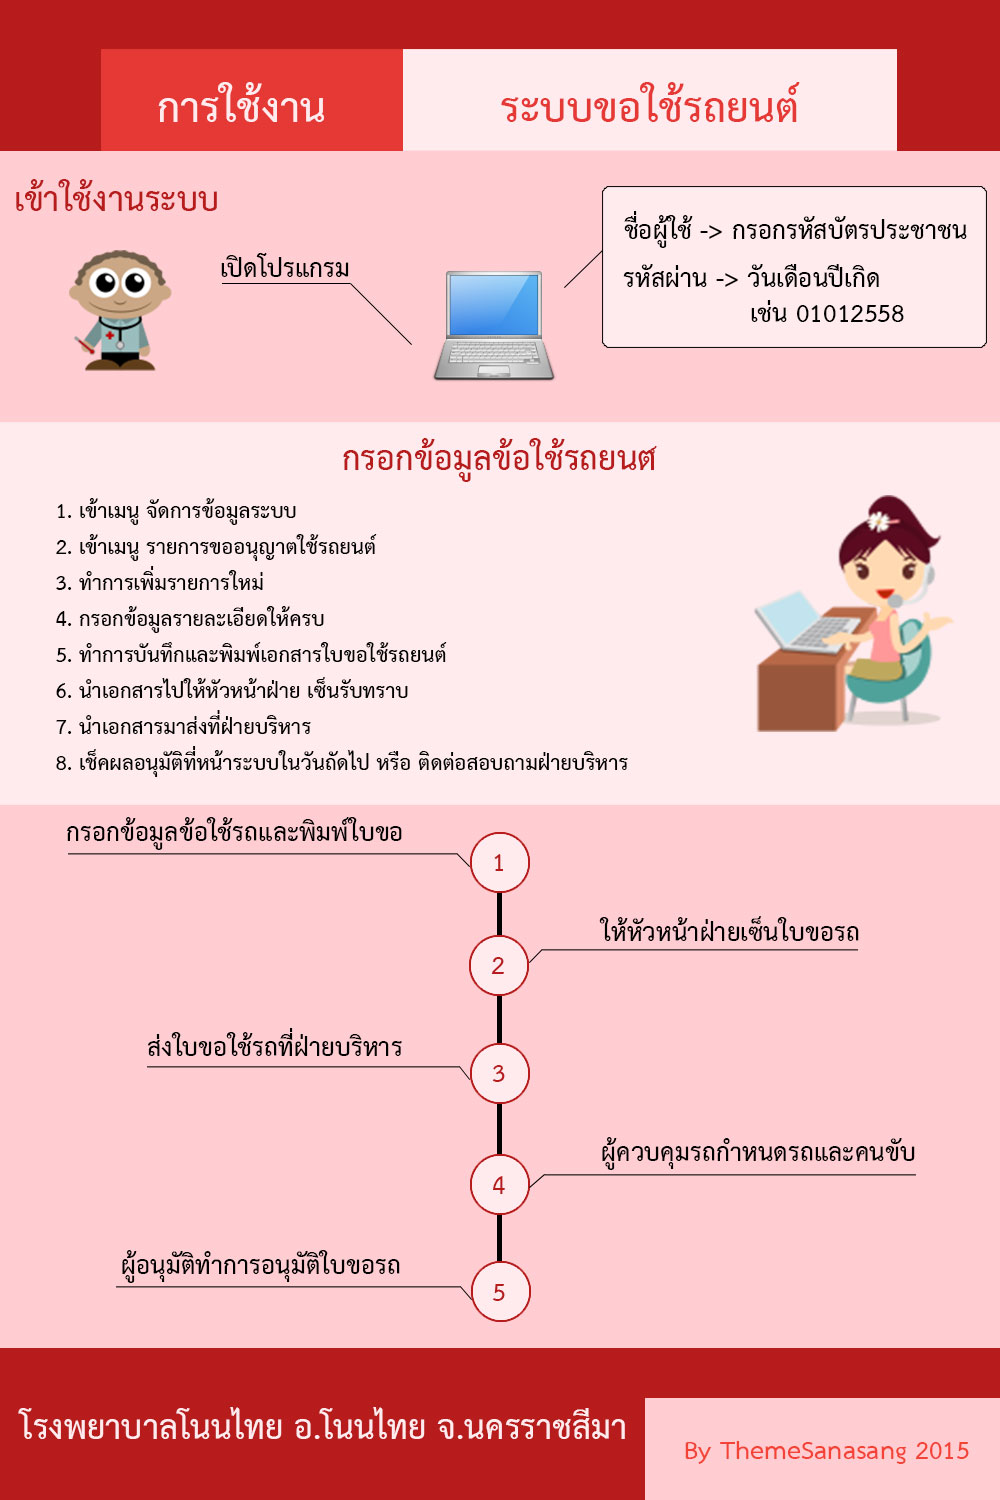 การใช้งาน
ระบบขอใช้รถยนต์
เข้าใช้งานระบบ
เปิดโปรแกรม
ชื่อผู้ใช้ -> กรอกรหัสบัตรประชาชน
รหัสผ่าน -> วันเดือนปีเกิด
เช่น 01012558
กรอกข้อมูลข้อใช้รถยนต์
1. เข้าเมนู จัดการข้อมูลระบบ
2. เข้าเมนู รายการขออนุญาตใช้รถยนต์
3. ทำการเพิ่มรายการใหม่
4. กรอกข้อมูลรายละเอียดให้ครบ
5. ทำการบันทึกและพิมพ์เอกสารใบขอใช้รถยนต์
6. นำเอกสารไปให้หัวหน้าฝ่าย เซ็นรับทราบ
7. นำเอกสารมาส่งที่ฝ่ายบริหาร
8. เช็คผลอนุมัติที่หน้าระบบในวันถัดไป หรือ ติดต่อสอบถามฝ่ายบริหาร
กรอกข้อมูลข้อใช้รถและพิมพ์ใบขอ
1
ให้หัวหน้าฝ่ายเซ็นใบขอรถ
2
ส่งใบขอใช้รถที่ฝ่ายบริหาร
3
ผู้ควบคุมรถกำหนดรถและคนขับ
4
ผู้อนุมัติทำการอนุมัติใบขอรถ
5
โรงพยาบาลโนนไทย อ.โนนไทย จ.นครราชสีมา
By ThemeSanasang 2015